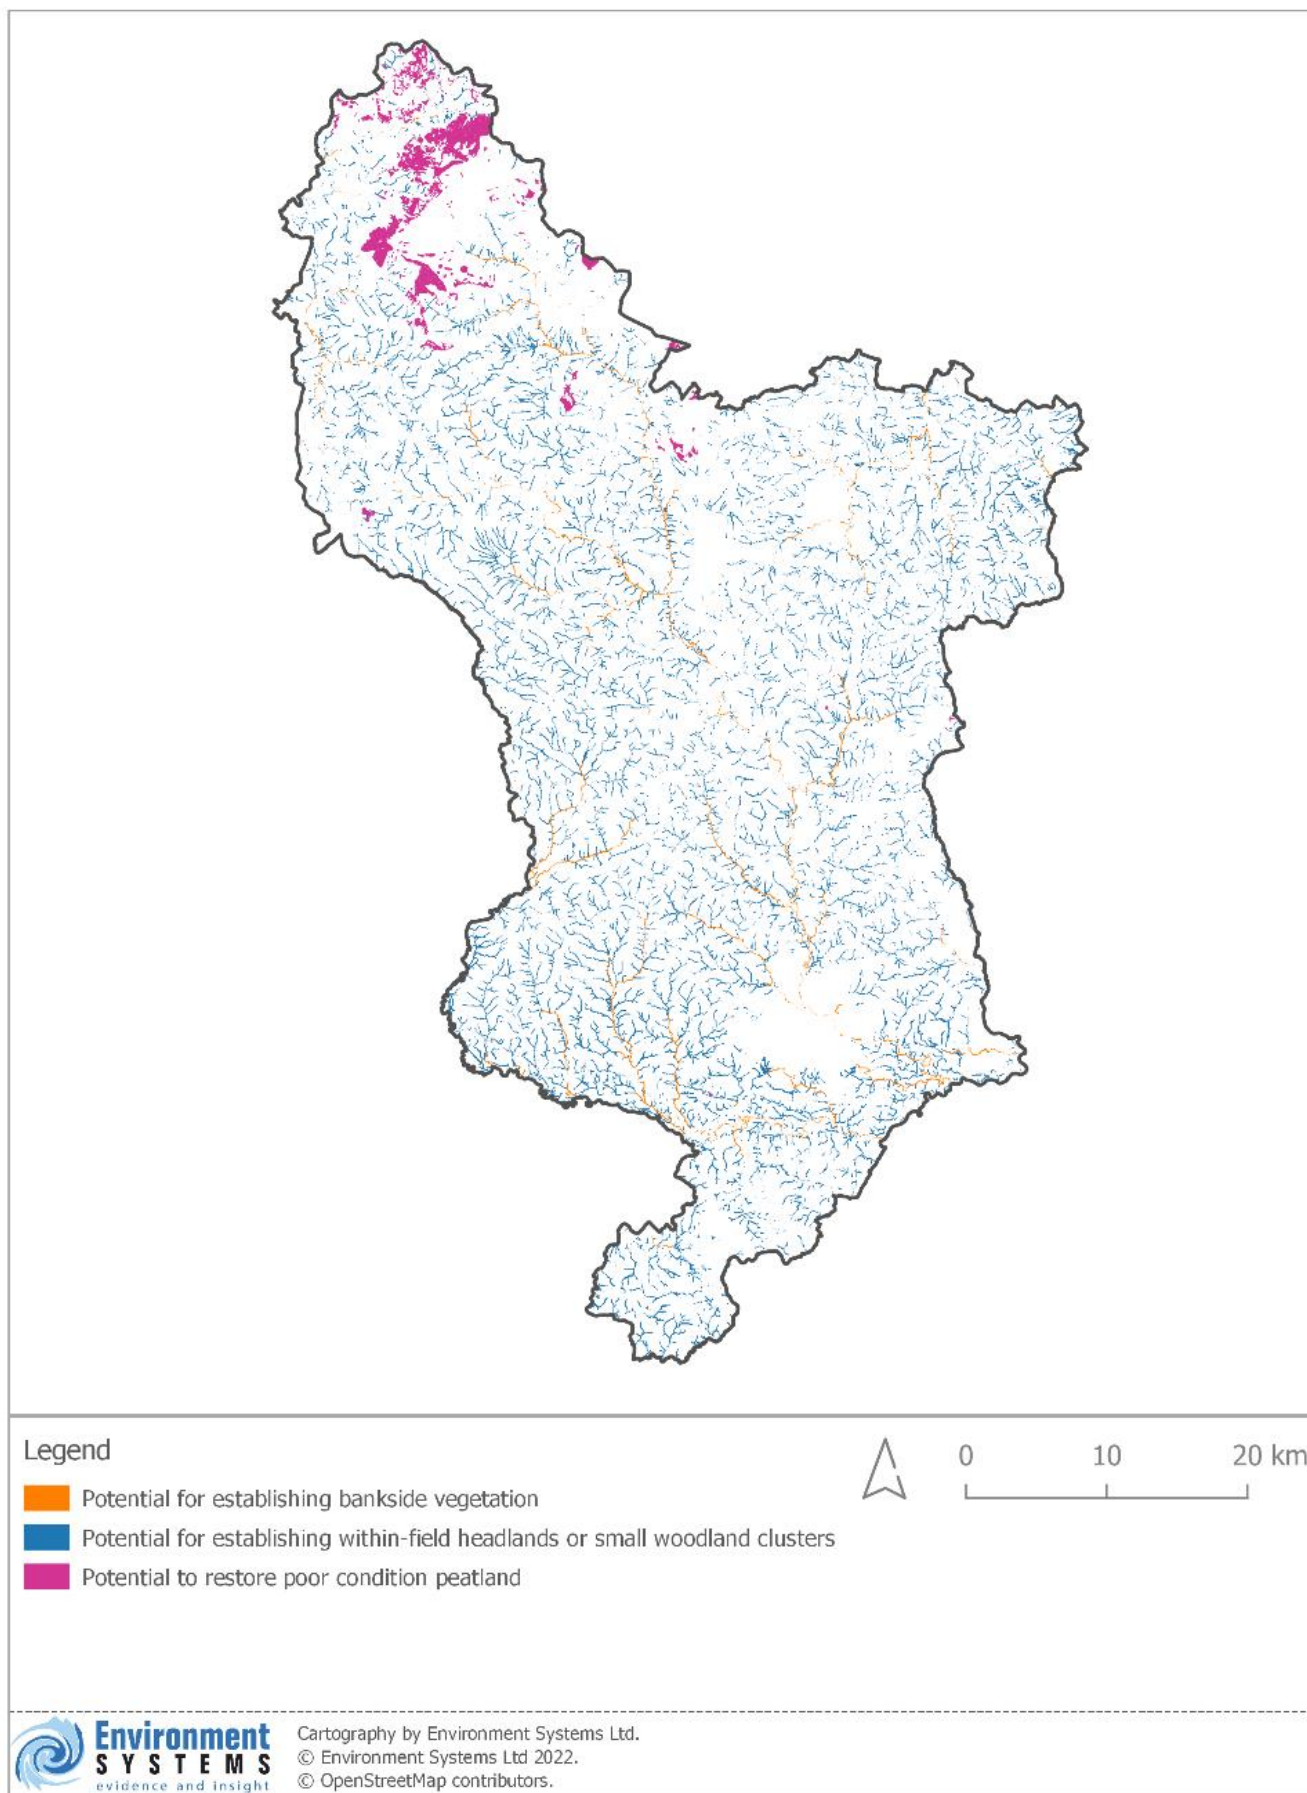 Legend
0 10 20 km
Potential for establishing bankside vegetation
Potential for establishing within-field headlands or small woodland clusters
Potential to restore poor condition peatland
Environment
SYSTEMS
evidence and insight
Cartography by Environment Systems Ltd.
© Environment Systems Ltd 2022.
© OpenStreetMap contributors.